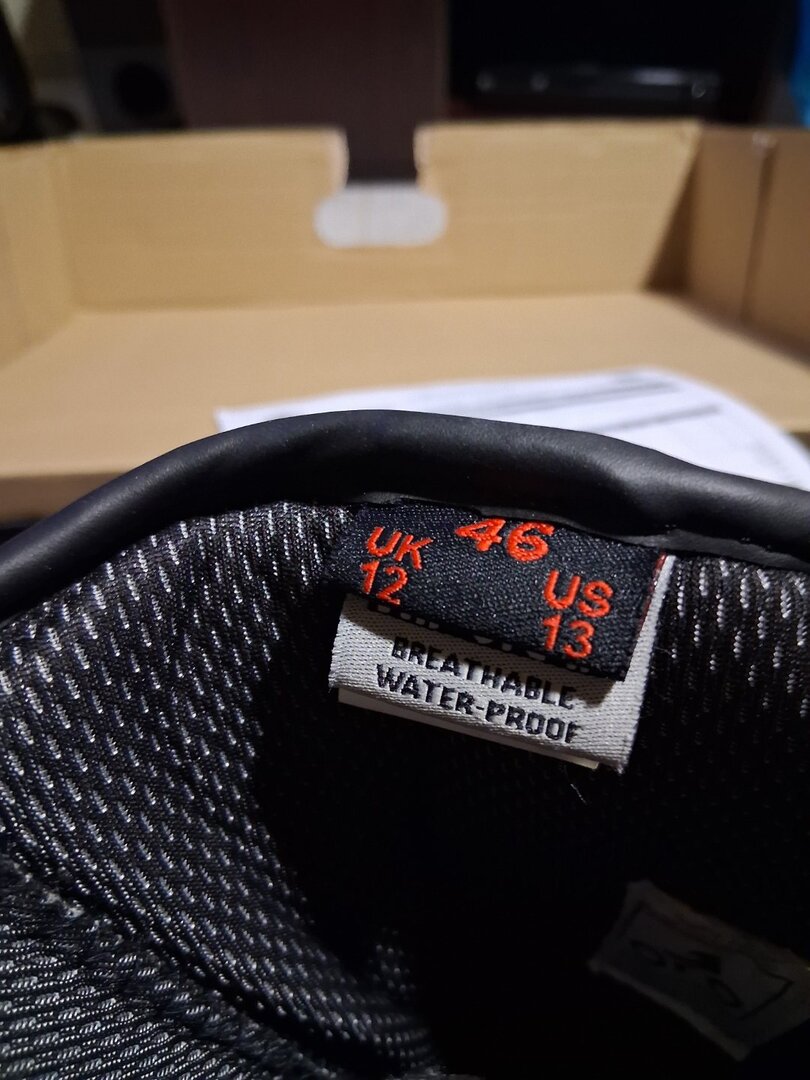 46
UK
12
US
13
BREATHABLE
WATER-PROOF